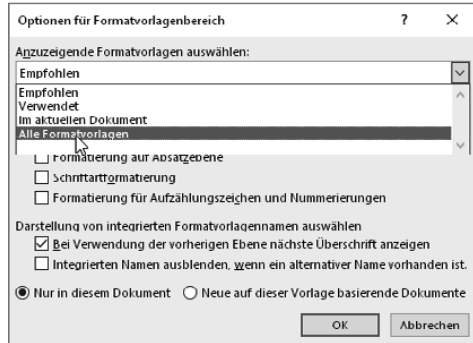 Optionen für Formatvorlagenbereich ? ×
Anzuzeigende Formatvorlagen auswählen:
Empfohlen
Empfohlen
Verwendet
Im aktuellen Dokument
Alle Formatvorlagen
Formatierung auf Absatzebene
Schriftartformatierung
Formatierung für Aufzählungszeichen und Nummerierungen
Darstellung von integrierten Formatvorlagennamen auswählen
Bei Verwendung der vorherigen Ebene nächste Überschrift anzeigen
Integrierten Namen ausblenden, wenn ein alternativer Name vorhanden ist.
Nur in diesem Dokument Neue auf dieser Vorlage basierende Dokumente
OK Abbrechen